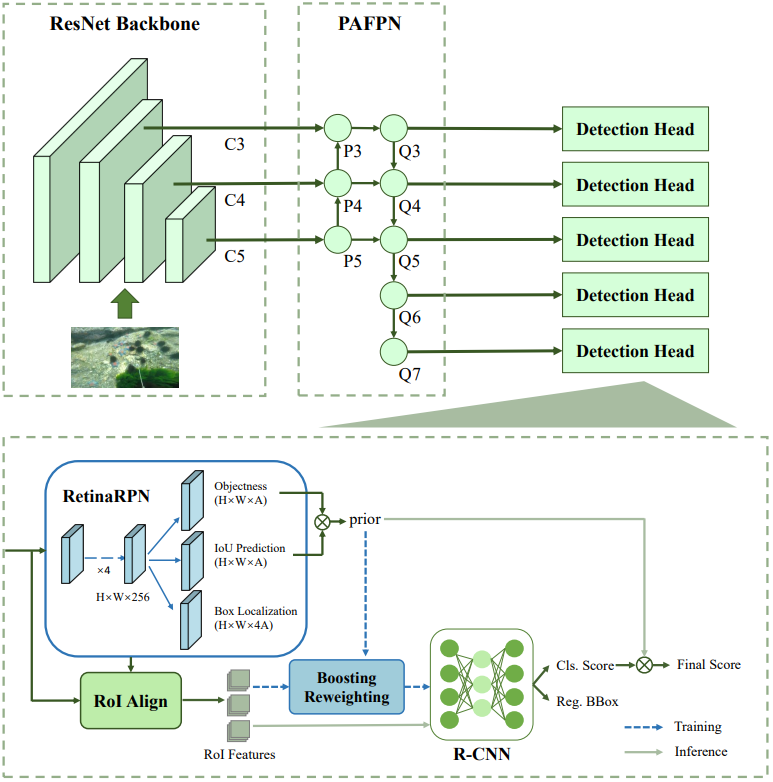 ResNet Backbone
PAFPN
C3
C4
C5
P3
P4
P5
Q3
Q4
Q5
Q6
Q7
Detection Head
Detection Head
Detection Head
Detection Head
Detection Head
RetinaRPN
×4
H×W×256
Objectness
(H×W×A)
IoU Prediction
(H×W×A)
Box Localization
(H×W×4A)
prior
RoI Align
RoI Features
Boosting
Reweighting
R-CNN
Cls. Score
Final Score
Reg. BBox
Training
Inference